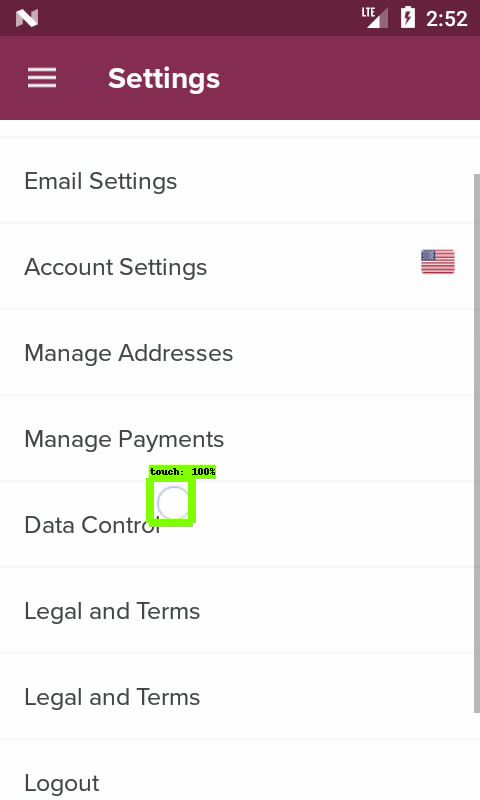 LTE
2:52
Settings
Email Settings
Account Settings
Manage Addresses
Manage Payments
touch: 100%
Data Control
Legal and Terms
Legal and Terms
Logout